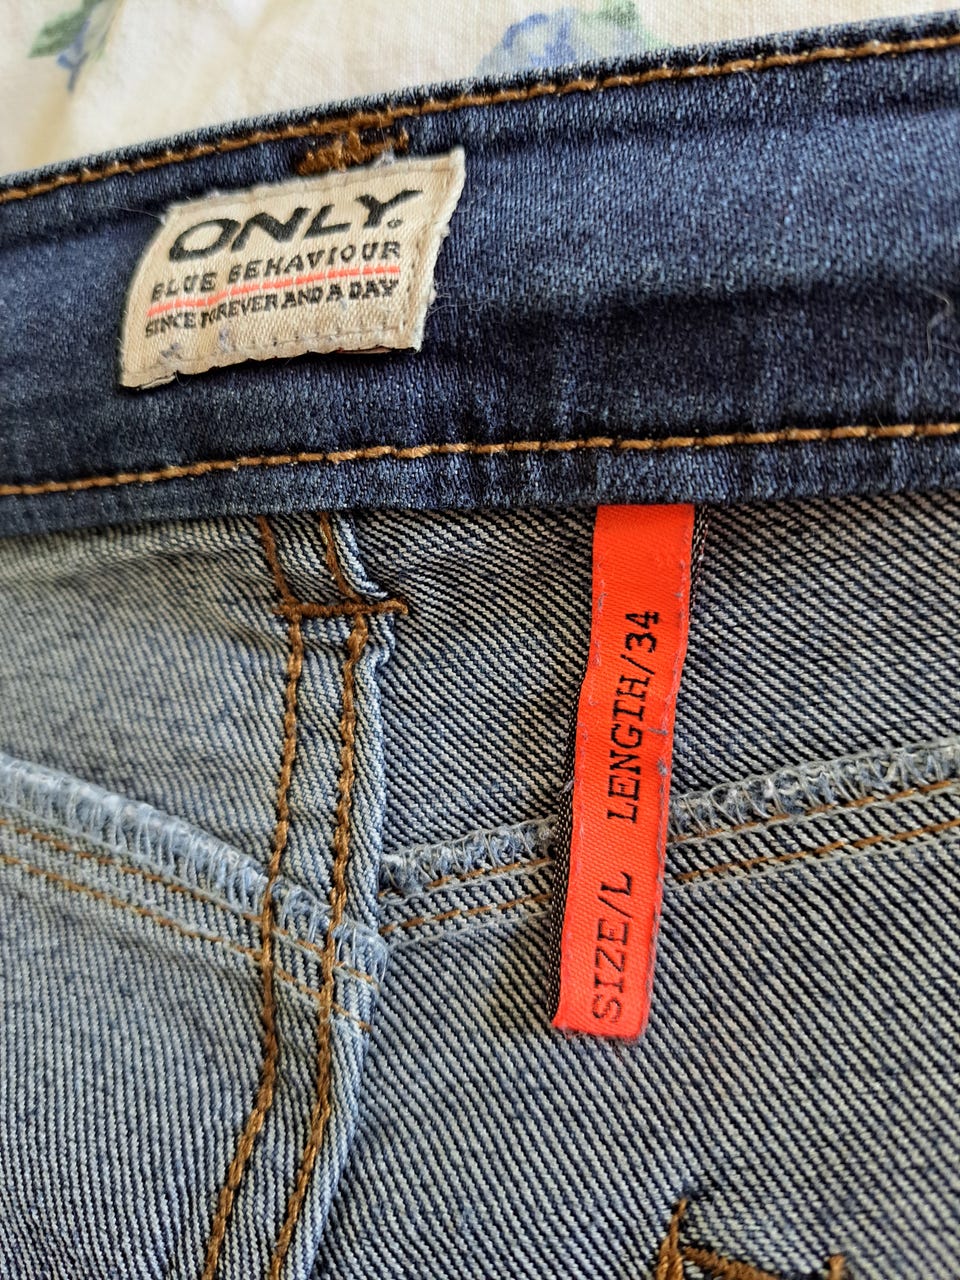 ONLY®
BLUE BEHAVIOUR
SINCE FOREVER AND A DAY
SIZE/L LENGTH/34